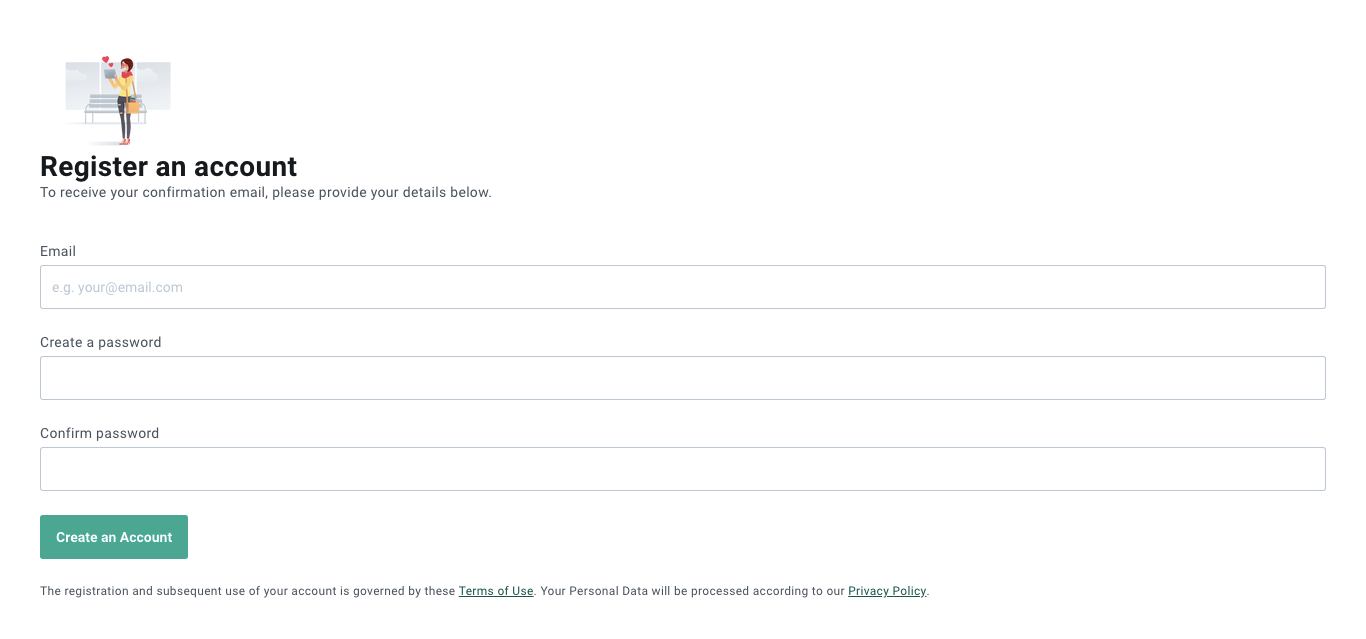 Register an account
To receive your confirmation email, please provide your details below.
Email
e.g. your@email.com
Create a password
Confirm password
Create an Account
The registration and subsequent use of your account is governed by these Terms of Use. Your Personal Data will be processed according to our Privacy Policy.